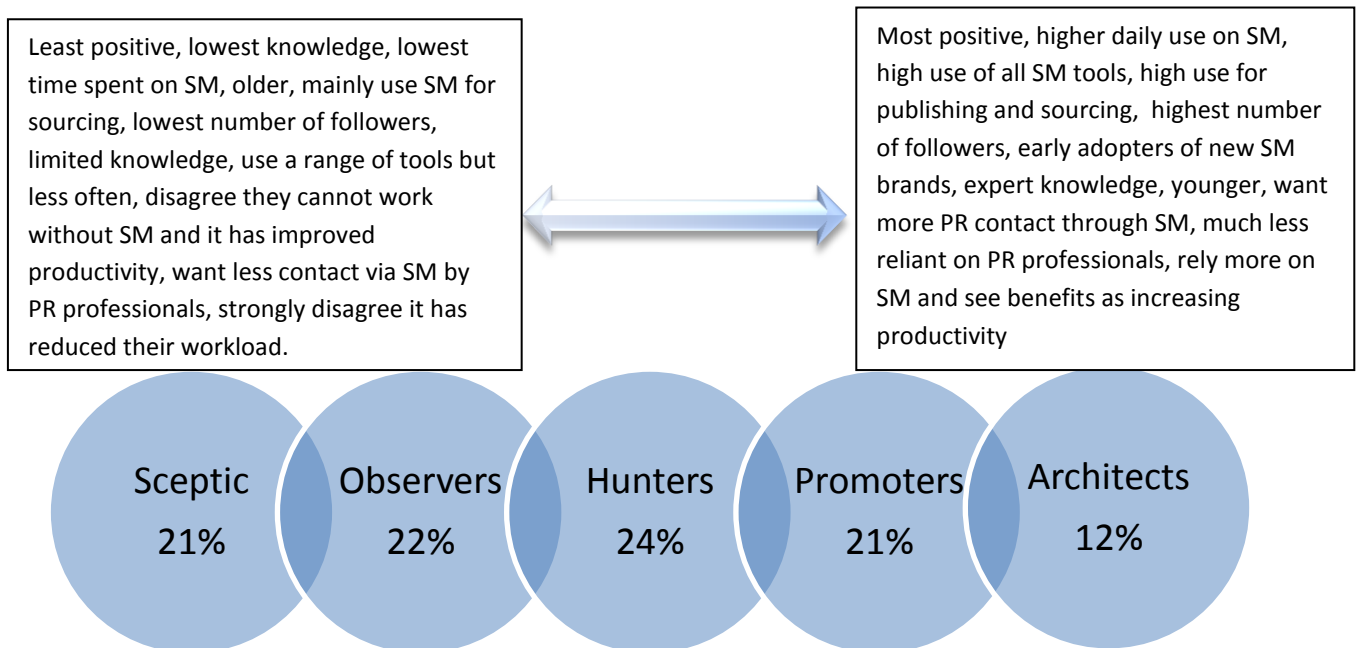 Least positive, lowest knowledge, lowest
time spent on SM, older, mainly use SM for
sourcing, lowest number of followers,
limited knowledge, use a range of tools but
less often, disagree they cannot work
without SM and it has improved
productivity, want less contact via SM by
PR professionals, strongly disagree it has
reduced their workload.
Most positive, higher daily use on SM,
high use of all SM tools, high use for
publishing and sourcing, highest number
of followers, early adopters of new SM
brands, expert knowledge, younger, want
more PR contact through SM, much less
reliant on PR professionals, rely more on
SM and see benefits as increasing
productivity
Sceptic
21%
Observers
22%
Hunters
24%
Promoters
21%
Architects
12%